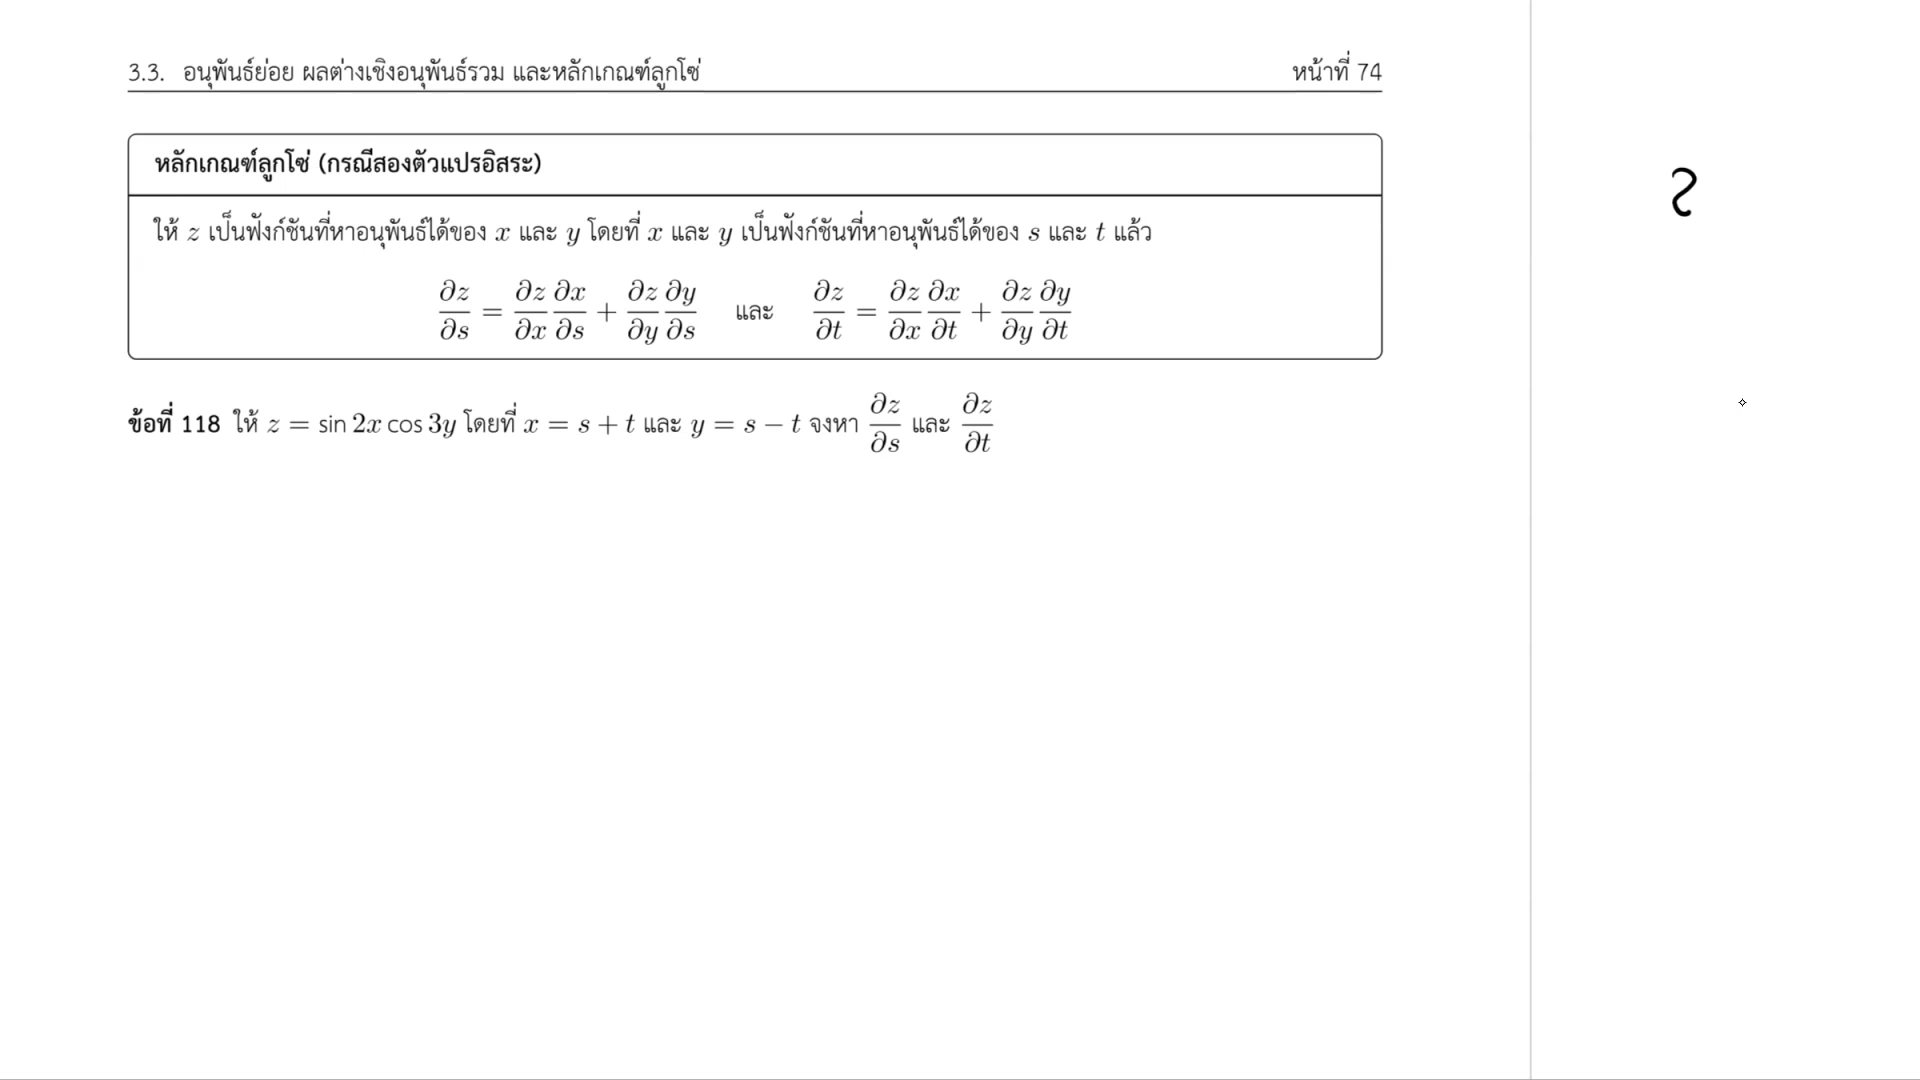 3.3. อนุพันธ์ย่อย ผลต่างเชิงอนุพันธ์รวม และหลักเกณฑ์ลูกโซ่ หน้าที่ 74
หลักเกณฑ์ลูกโซ่ (กรณีสองตัวแปรอิสระ)
ให้ z เป็นฟังก์ชันที่หาอนุพันธ์ได้ของ x และ y โดยที่ x และ y เป็นฟังก์ชันที่หาอนุพันธ์ได้ของ s และ t แล้ว
∂z/∂s = ∂z/∂x ∂x/∂s + ∂z/∂y ∂y/∂s และ ∂z/∂t = ∂z/∂x ∂x/∂t + ∂z/∂y ∂y/∂t
ข้อที่ 118 ให้ z = sin 2x cos 3y โดยที่ x = s + t และ y = s − t จงหา ∂z/∂s และ ∂z/∂t